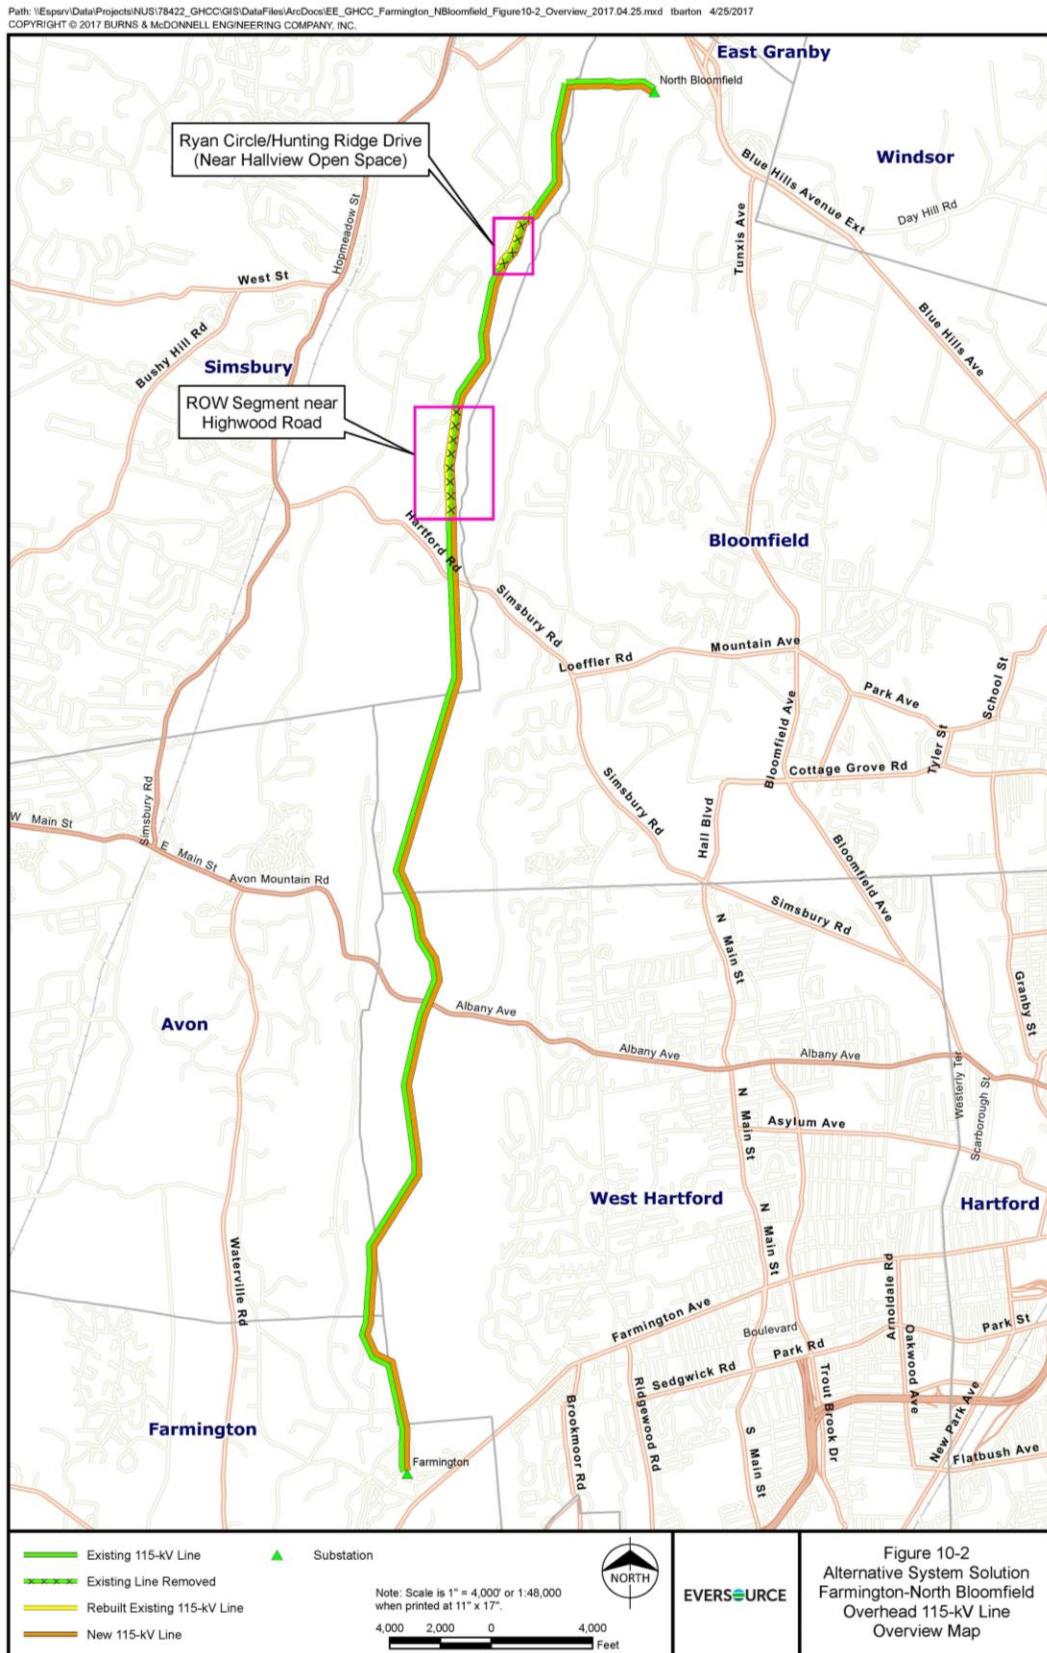 Path: \\Espsrv\Data\Projects\NUS\78422_GHCC\GIS\DataFiles\ArcDocs\EE_GHCC_Farmington_NBloomfield_Figure10-2_Overview_2017.04.25.mxd tbarton 4/25/2017
COPYRIGHT © 2017 BURNS & McDONNELL ENGINEERING COMPANY, INC.
East Granby
North Bloomfield
Ryan Circle/Hunting Ridge Drive
(Near Hallview Open Space)
Windsor
Blue Hills Avenue Ext
Day Hill Rd
Hopmeadow St
Tunxis Ave
West St
Blue Hills Ave
Bushy Hill Rd
Simsbury
ROW Segment near
Highwood Road
Hartford Rd
Bloomfield
Simsbury Rd
Mountain Ave
Loeffler Rd
School St
Park Ave
Bloomfield Ave
Tyler St
Cottage Grove Rd
Simsbury Rd
Simsbury Rd
Hall Blvd
W Main St
E Main St
Bloomfield Ave
Avon Mountain Rd
Simsbury Rd
N Main St
Granby St
Albany Ave
Avon
Albany Ave
Albany Ave
Westerly Ter
Scarborough St
N Main St
Asylum Ave
West Hartford
Hartford
N Main St
Waterville Rd
Arnoldale Rd
Farmington Ave
Boulevard
Park St
Park Rd
Oakwood Ave
Sedgwick Rd
Trout Brook Dr
Ridgewood Rd
Brookmoor Rd
New Park Ave
Farmington
S Main St
Flatbush Ave
Farmington
Existing 115-kV Line
Substation
Existing Line Removed
Rebuilt Existing 115-kV Line
New 115-kV Line
Note: Scale is 1" = 4,000' or 1:48,000
when printed at 11" x 17".
4,000 2,000 0 4,000
Feet
NORTH
EVERSOURCE
Figure 10-2
Alternative System Solution
Farmington-North Bloomfield
Overhead 115-kV Line
Overview Map